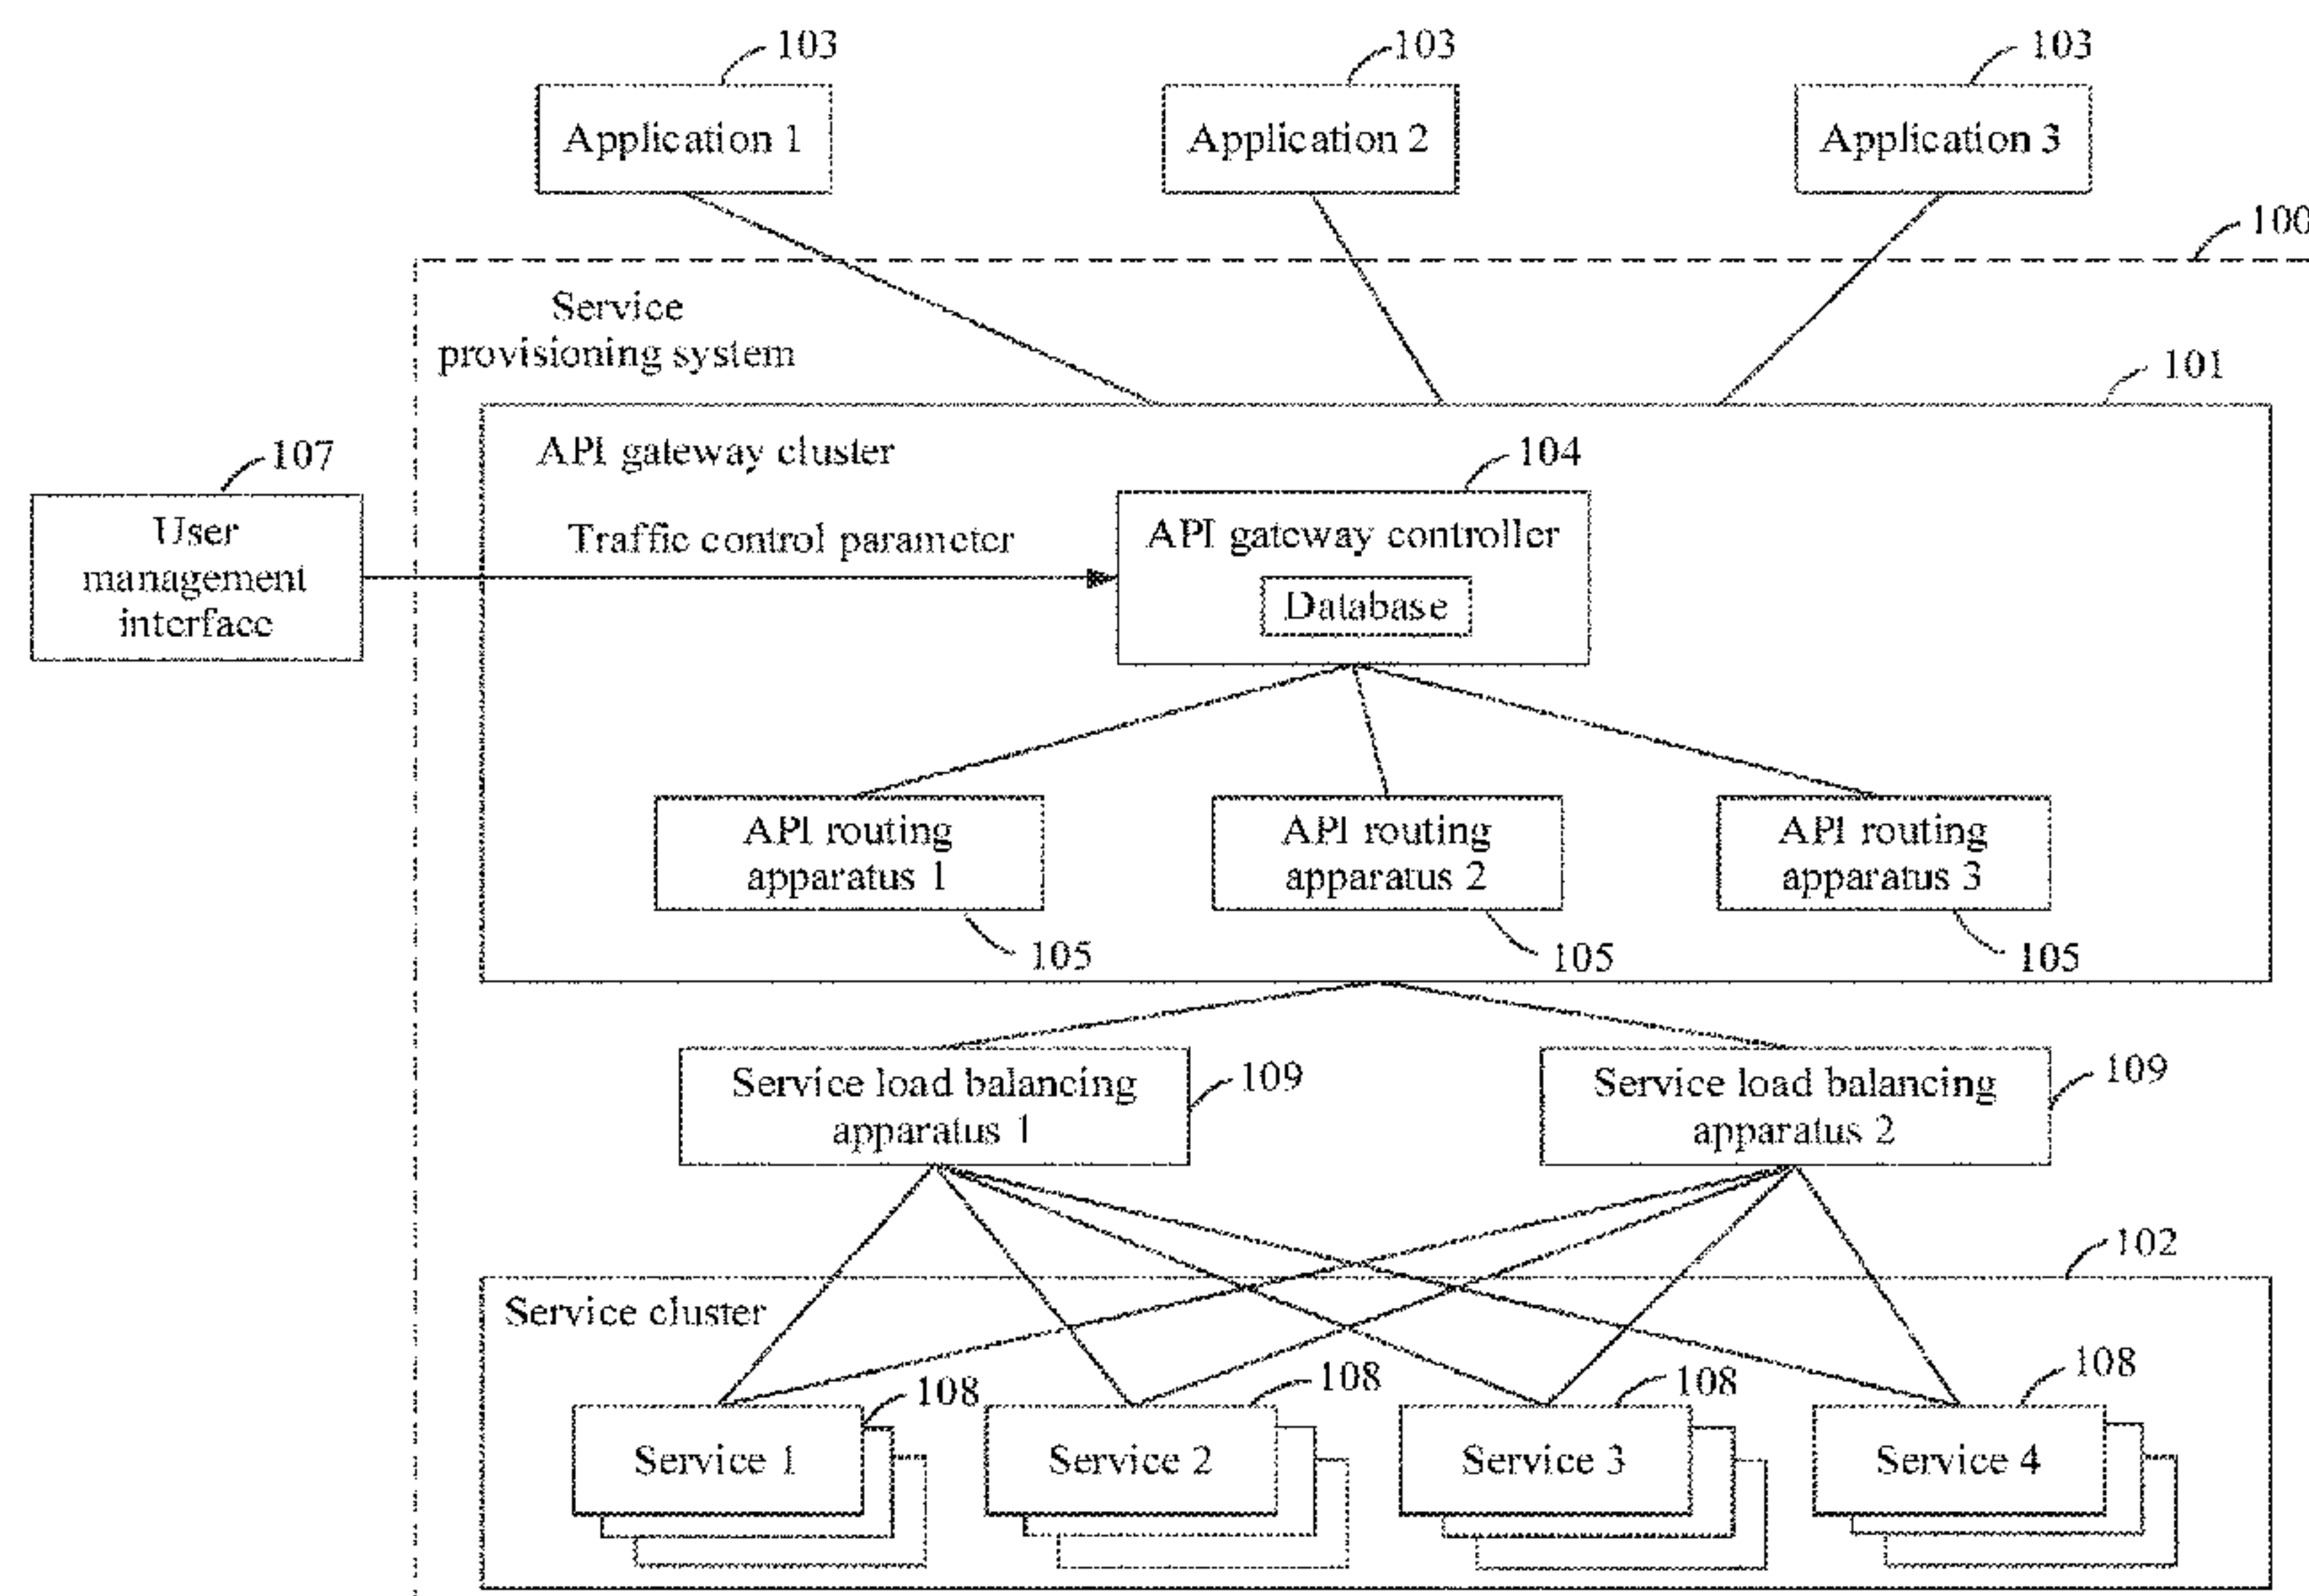 103
103
103
Application 1
Application 2
Application 3
100
Service
provisioning system
101
API gateway cluster
107
104
User
management
interface
Traffic control parameter
API gateway controller
Database
API routing
apparatus 1
API routing
apparatus 2
API routing
apparatus 3
105
105
105
Service load balancing
apparatus 1
109
Service load balancing
apparatus 2
109
102
Service cluster
108
108
108
108
Service 1
Service 2
Service 3
Service 4